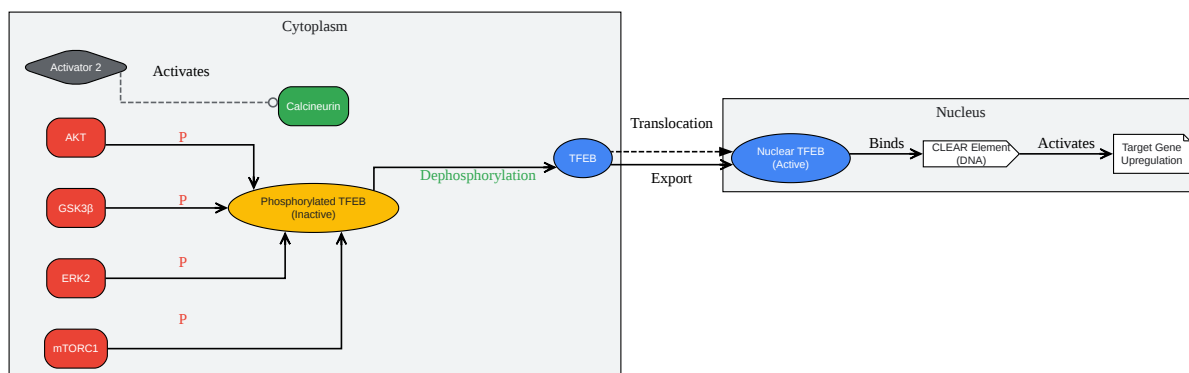 Cytoplasm
Activator 2
Activates
Calcineurin
AKT
P
GSK3β
P
Phosphorylated TFEB
(Inactive)
ERK2
P
mTORC1
P
Dephosphorylation
TFEB
Translocation
Export
Nucleus
Nuclear TFEB
(Active)
Binds
CLEAR Element
(DNA)
Activates
Target Gene
Upregulation